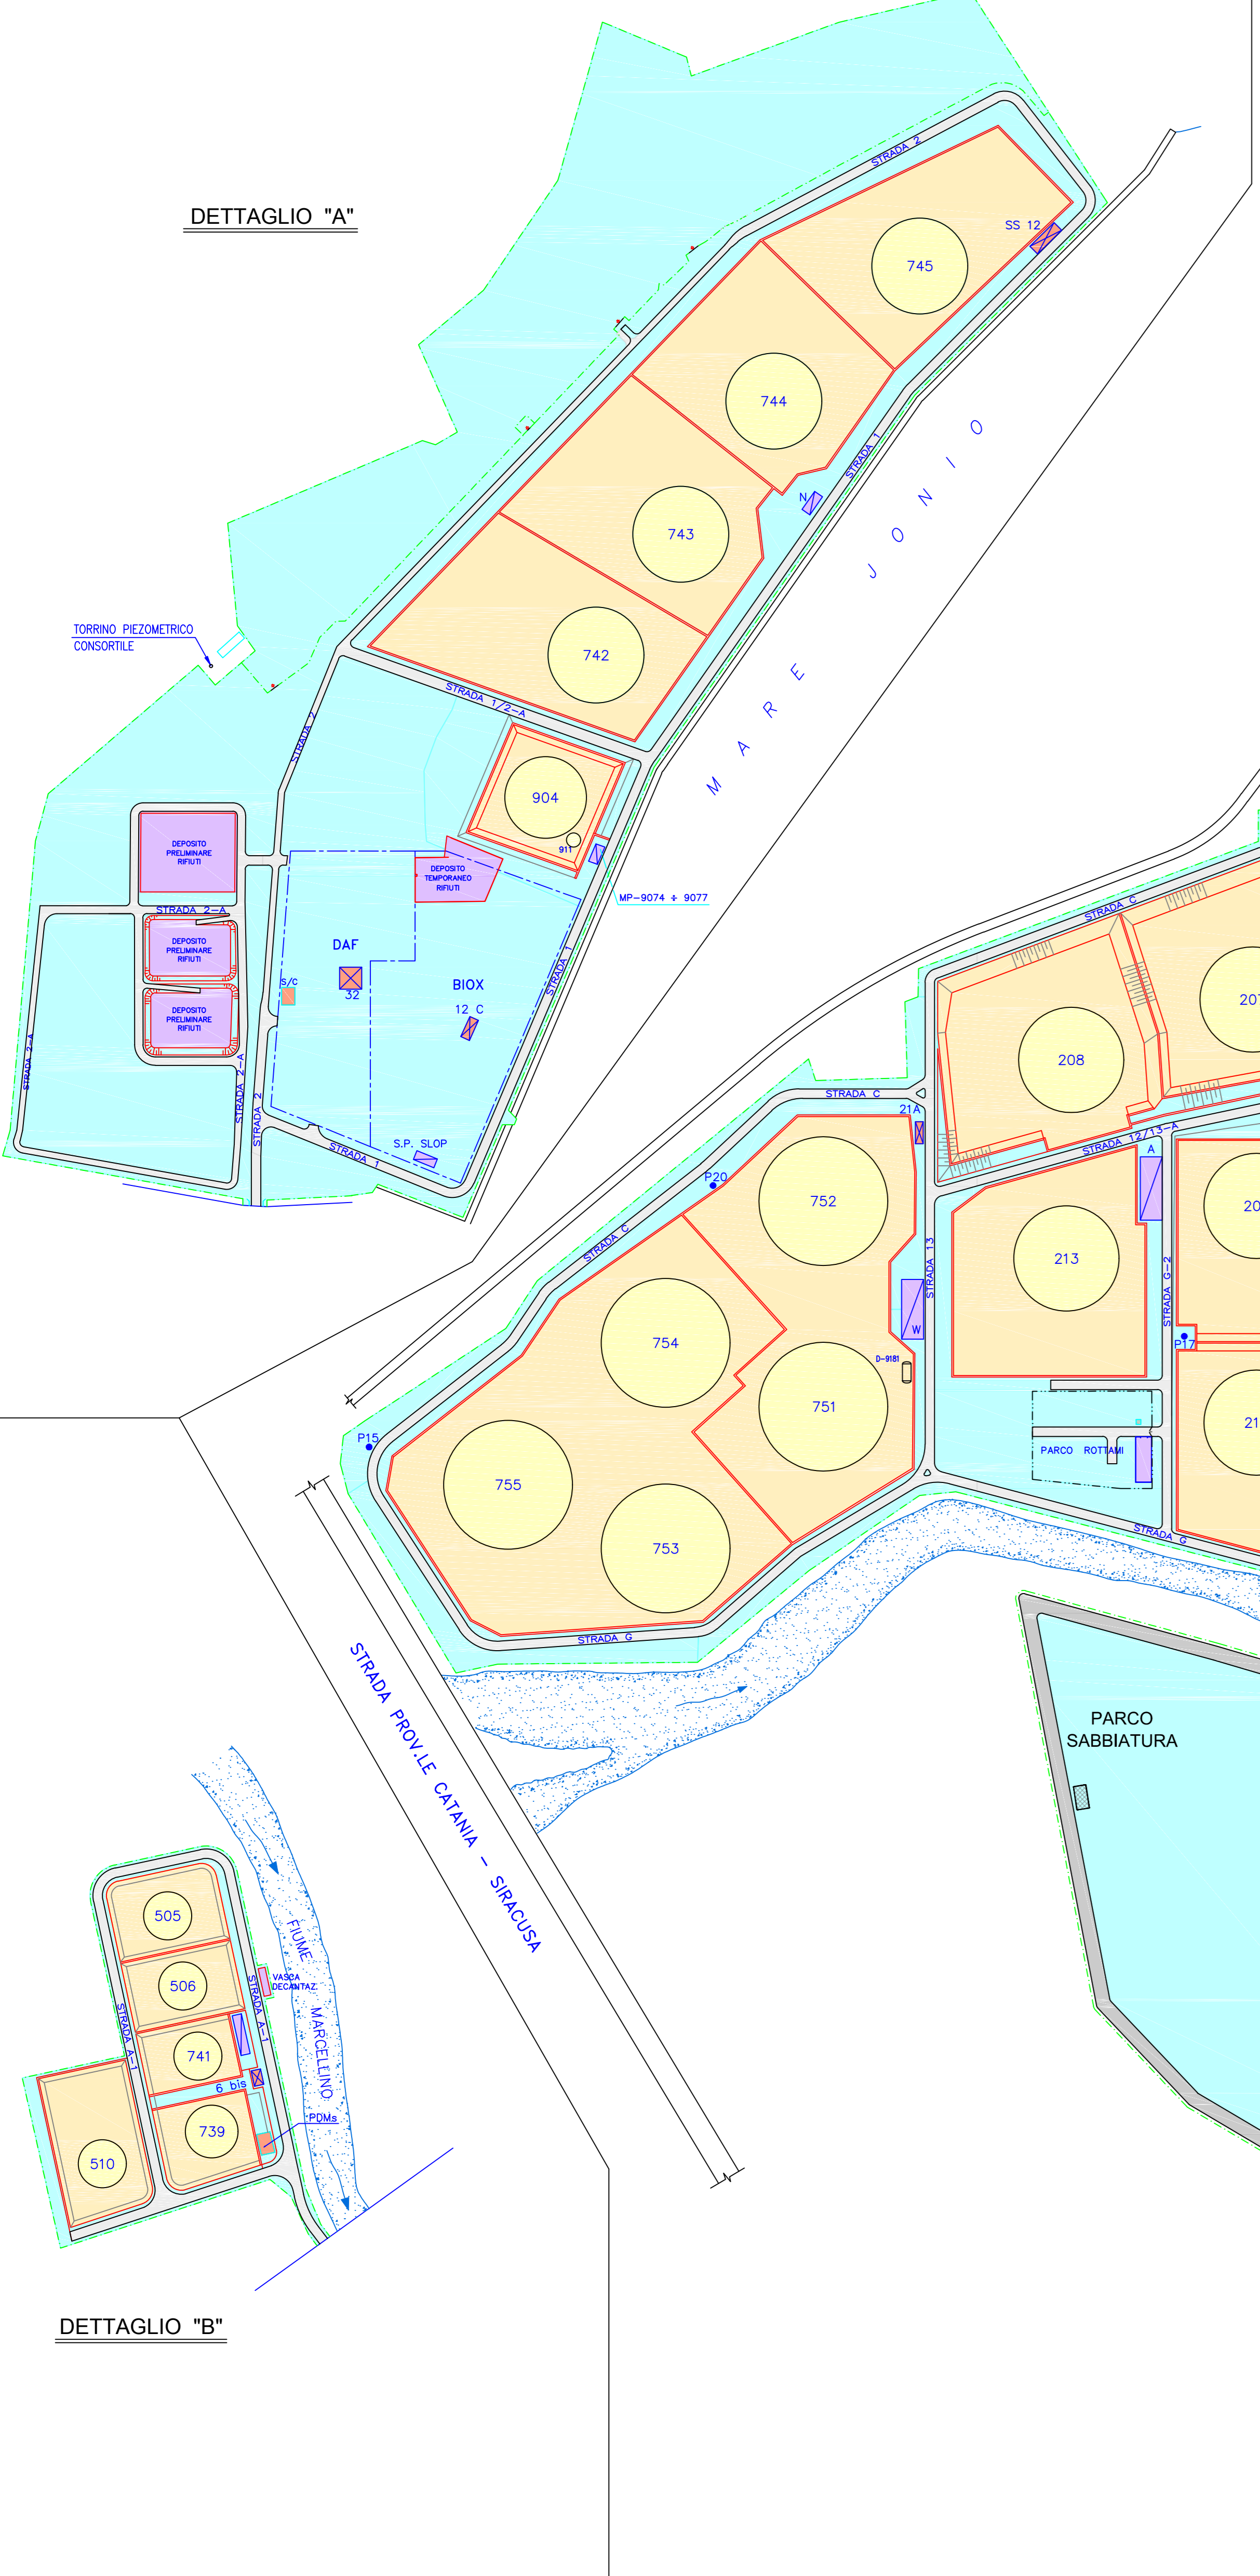 DETTAGLIO "A"
STRADA 2
SS 12
745
744
STRADA 1
N
743
742
MARE JONIO
TORRINO PIEZOMETRICO
CONSORTILE
STRADA 1/2-A
STRADA 2
904
911
MP-9074 ÷ 9077
DEPOSITO
PRELIMINARE
RIFIUTI
DEPOSITO
TEMPORANEO
RIFIUTI
STRADA 2-A
DEPOSITO
PRELIMINARE
RIFIUTI
DAF
32
S/C
BIOX
12 C
STRADA 1
DEPOSITO
PRELIMINARE
RIFIUTI
STRADA 2-A
STRADA 2-A
STRADA 2
STRADA 1
S.P. SLOP
STRADA C
208
STRADA C
21A
STRADA 12/13-A
A
P20
752
STRADA C
213
STRADA 13
STRADA G-2
W
P17
754
D-9181
751
P15
PARCO ROTTAMI
755
753
STRADA G
STRADA G
STRADA PROV.LE CATANIA - SIRACUSA
PARCO
SABBIATURA
505
506
741
6 bis
739
510
STRADA A-1
STRADA A-1
VASCA
DECANTAZ.
FIUME MARCELLINO
PDMs
DETTAGLIO "B"